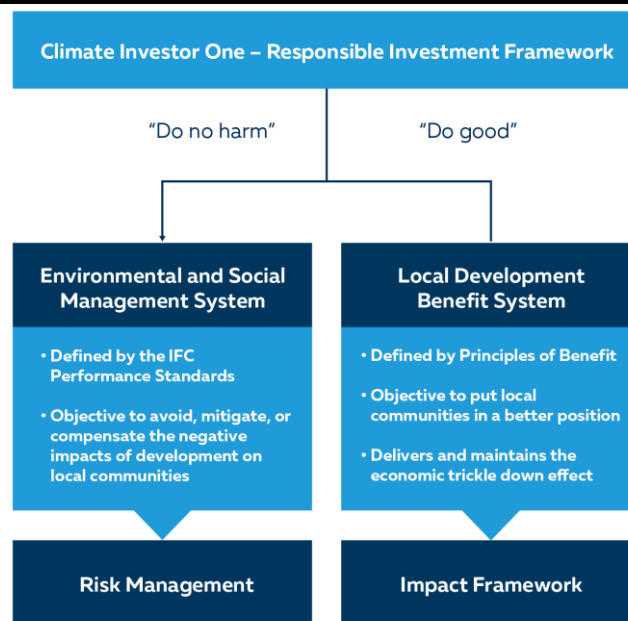 Climate Investor One – Responsible Investment Framework
“Do no harm”
“Do good”
Environmental and Social
Management System
• Defined by the IFC
Performance Standards
• Objective to avoid, mitigate, or
compensate the negative
impacts of development on
local communities
Risk Management
Local Development
Benefit System
• Defined by Principles of Benefit
• Objective to put local
communities in a better position
• Delivers and maintains the
economic trickle down effect
Impact Framework